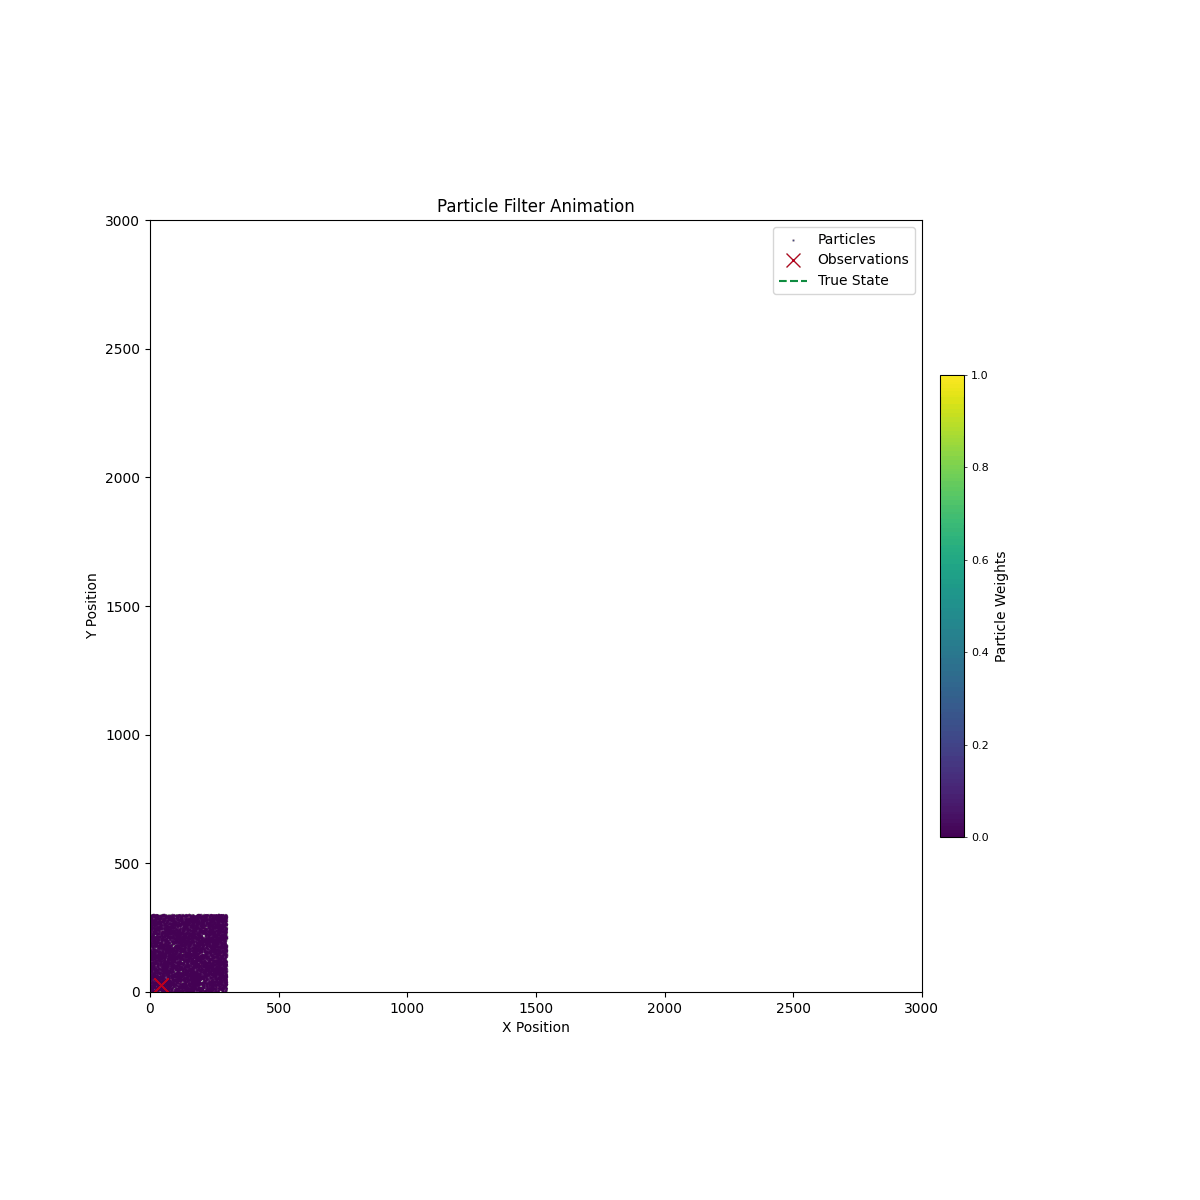 Particle Filter Animation
Particles
Observations
True State
3000
2500
2000
1500
1000
500
0
Y Position
0 500 1000 1500 2000 2500 3000
X Position
1.0
0.8
0.6
0.4
0.2
0.0
Particle Weights